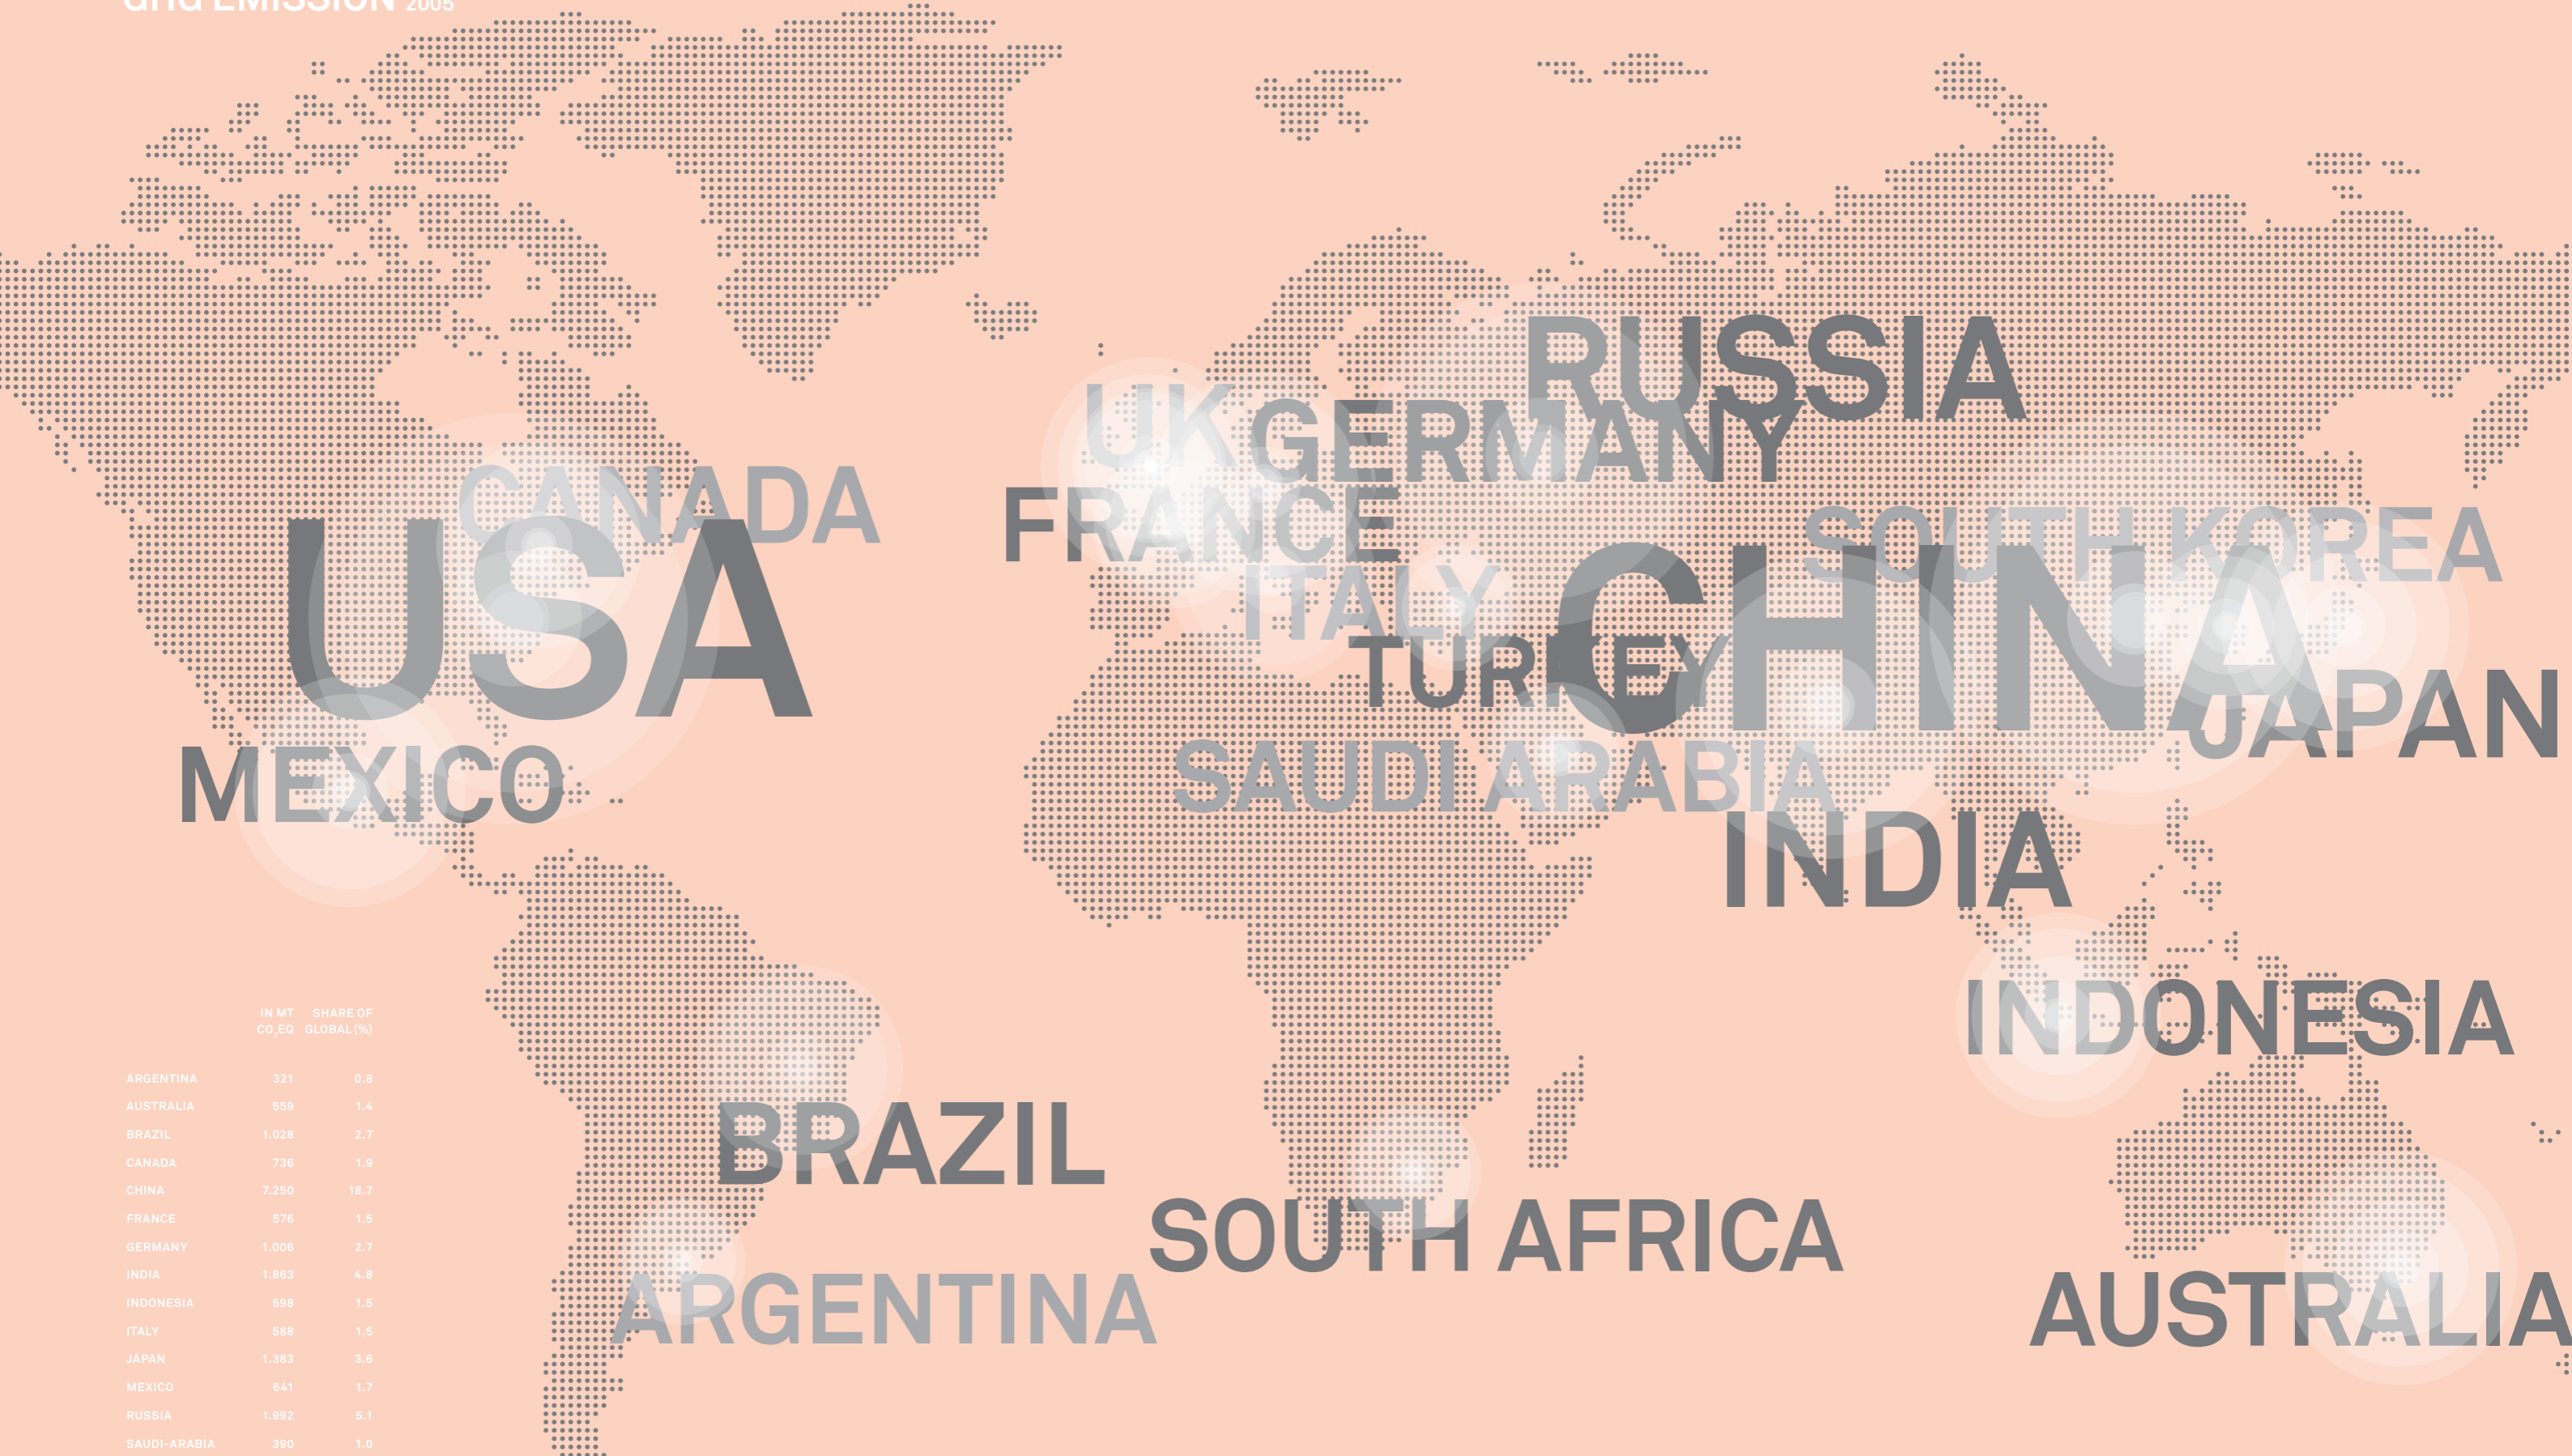 GHG EMISSION 2005
RUSSIA
UK
GERMANY
CANADA
FRANCE
SOUTH KOREA
USA
CHINA
ITALY
TURKEY
JAPAN
MEXICO
SAUDI ARABIA
INDIA
INDONESIA
BRAZIL
SOUTH AFRICA
ARGENTINA
AUSTRALIA
IN MT SHARE OF
CO2EQ GLOBAL (%)
ARGENTINA 321 0.8
AUSTRALIA 559 1.4
BRAZIL 1.028 2.7
CANADA 736 1.9
CHINA 7.250 18.7
FRANCE 576 1.5
GERMANY 1.006 2.7
INDIA 1.863 4.8
INDONESIA 598 1.5
ITALY 588 1,5
JAPAN 1.383 3.6
MEXICO 641 1.7
RUSSIA 1.992 5.1
SAUDI-ARABIA 390 1.0